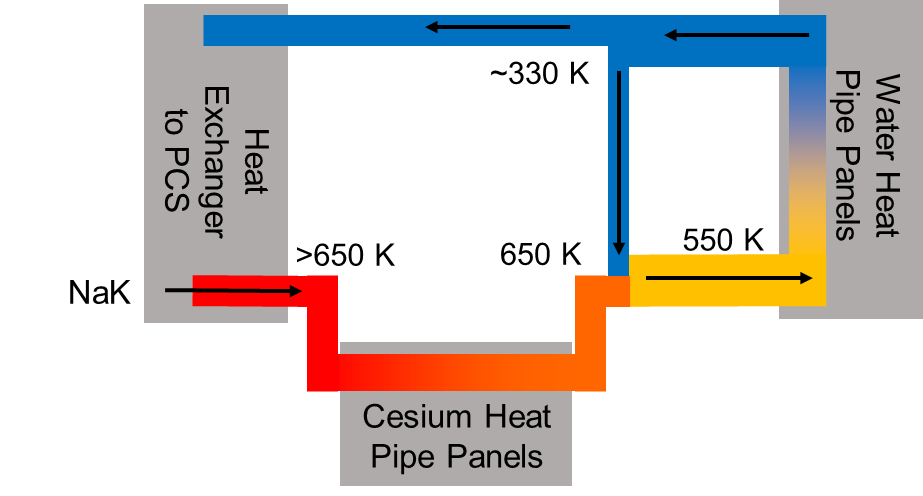 ~330 K
Heat
Exchanger
to PCS
Water Heat
Pipe Panels
>650 K
650 K
550 K
NaK
Cesium Heat
Pipe Panels